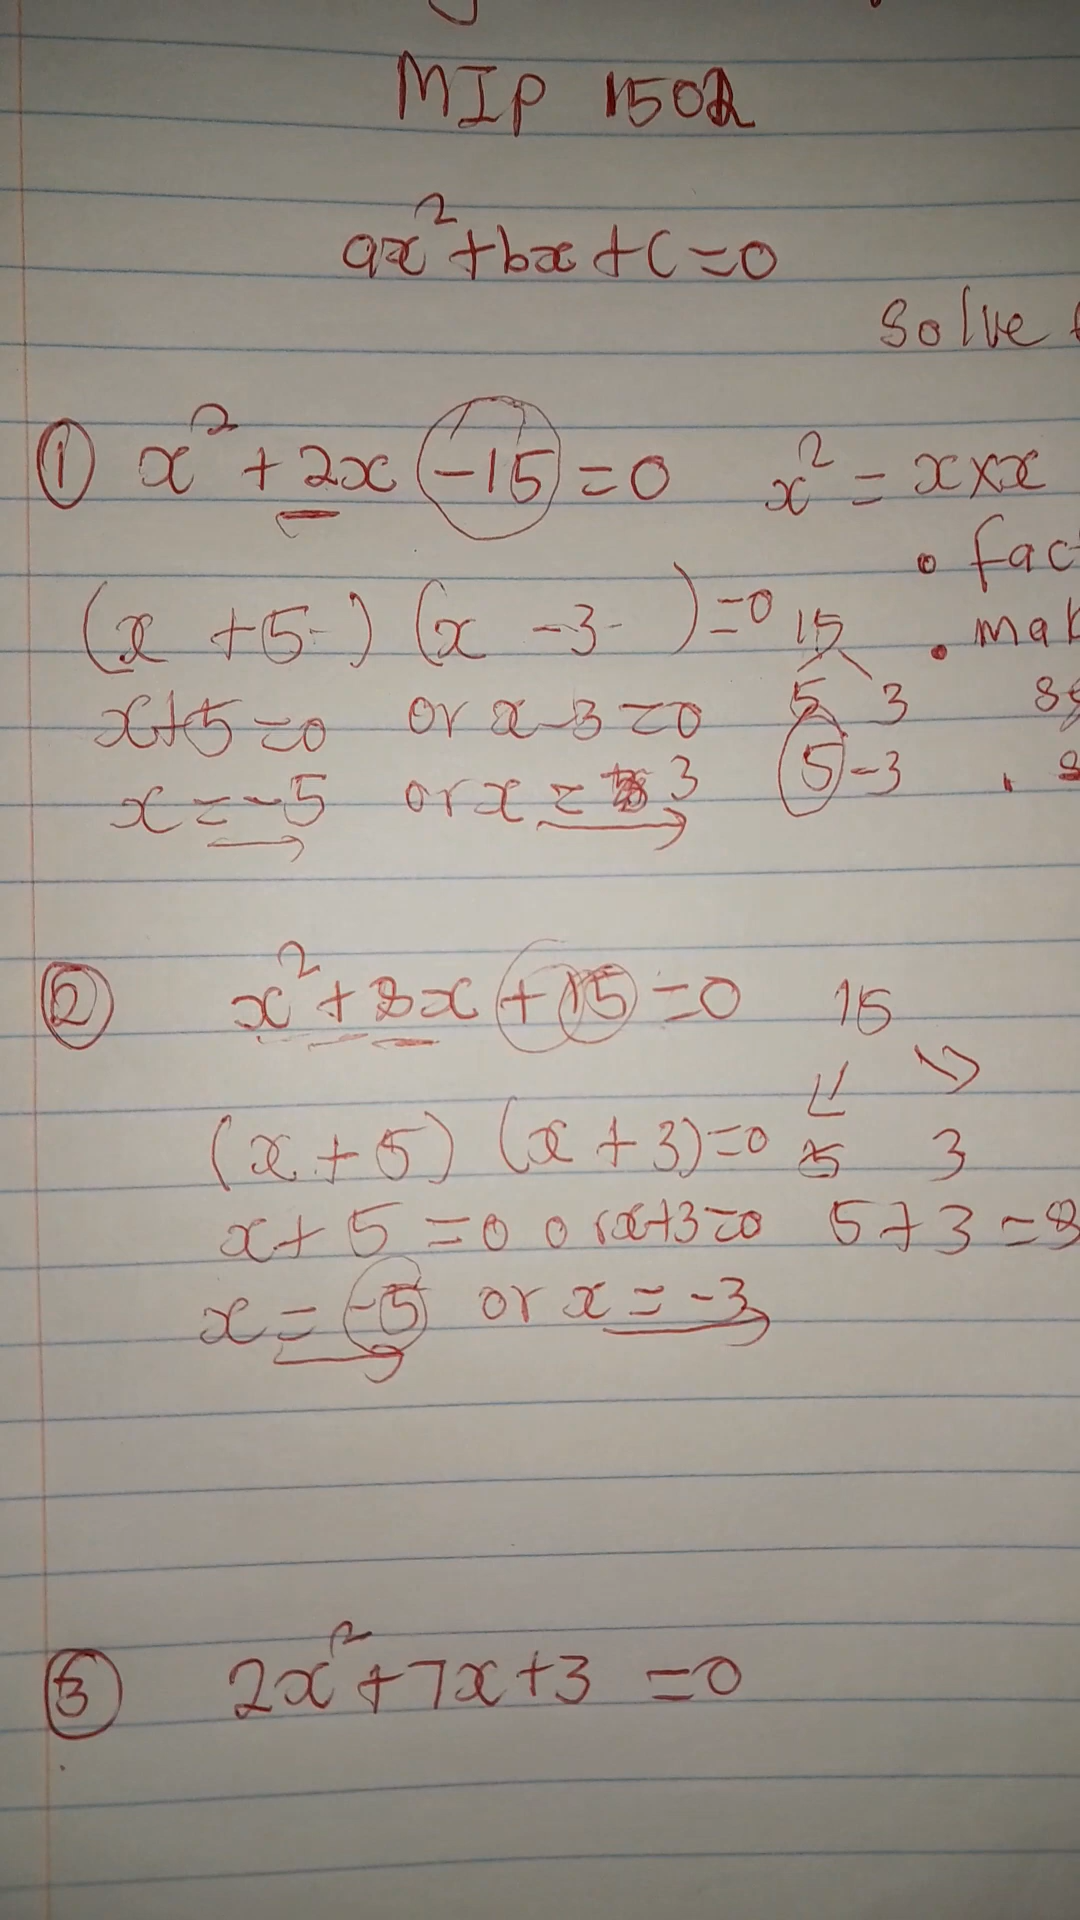 MIP 1502
ax²+bx+c=0
Solve
① x²+2x-15=0 x²=x×x
• fac
(x +5 ) (x -3 )=0 15 • mak
x+5=0 or x-3=0 5 3
x=-5 or x=3 5-3
② x²+8x+15=0 15
(x+5) (x+3)=0 5 3
x+5=0 or x+3=0 5+3=8
x=-5 or x=-3
③ 2x²+7x+3=0